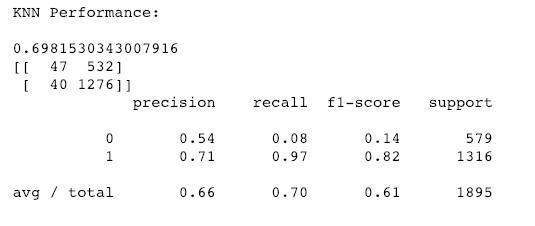 KNN Performance:
0.6981530343007916
[[ 47 532]
[ 40 1276]]
precision recall f1-score support
0 0.54 0.08 0.14 579
1 0.71 0.97 0.82 1316
avg / total 0.66 0.70 0.61 1895